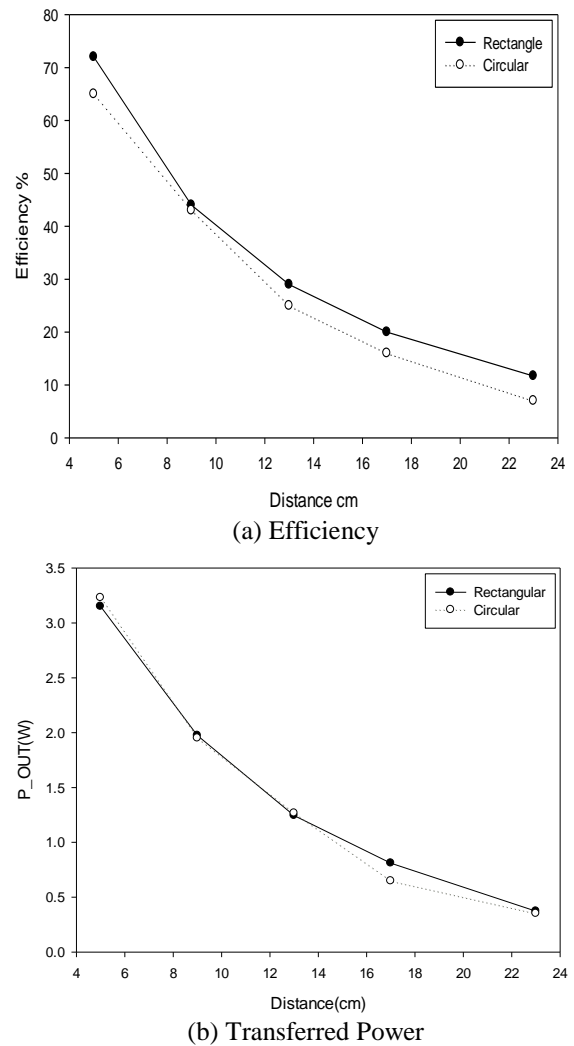 80
70
60
50
40
30
20
10
0
Efficiency %
Rectangle
Circular
4 6 8 10 12 14 16 18 20 22 24
Distance cm
(a) Efficiency
3.5
3.0
2.5
2.0
1.5
1.0
0.5
0.0
P_OUT(W)
Rectangular
Circular
4 6 8 10 12 14 16 18 20 22 24
Distance(cm)
(b) Transferred Power